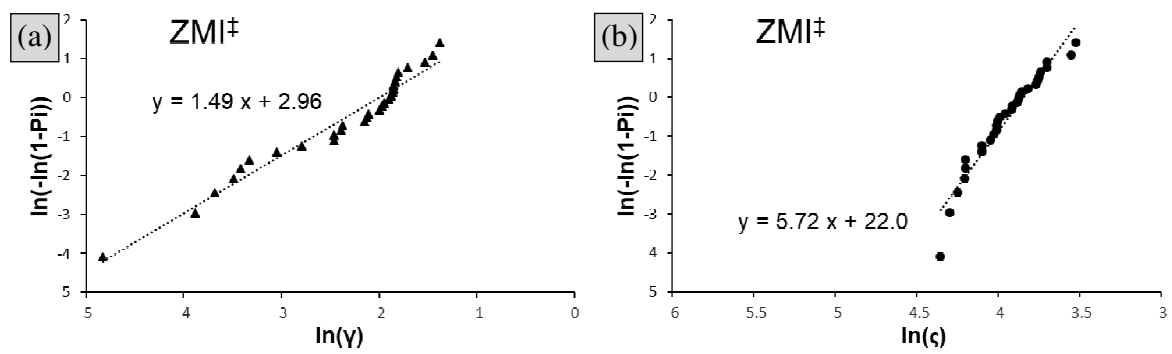 (a)
ZMI‡
2
1
0
-1
-2
-3
-4
5
y = 1.49 x + 2.96
ln(-ln(1-Pi))
5 4 3 2 1 0
ln(γ)
(b)
ZMI‡
2
1
0
-1
-2
-3
-4
5
y = 5.72 x + 22.0
ln(-ln(1-Pi))
6 5.5 5 4.5 4 3.5 3
ln(ς)